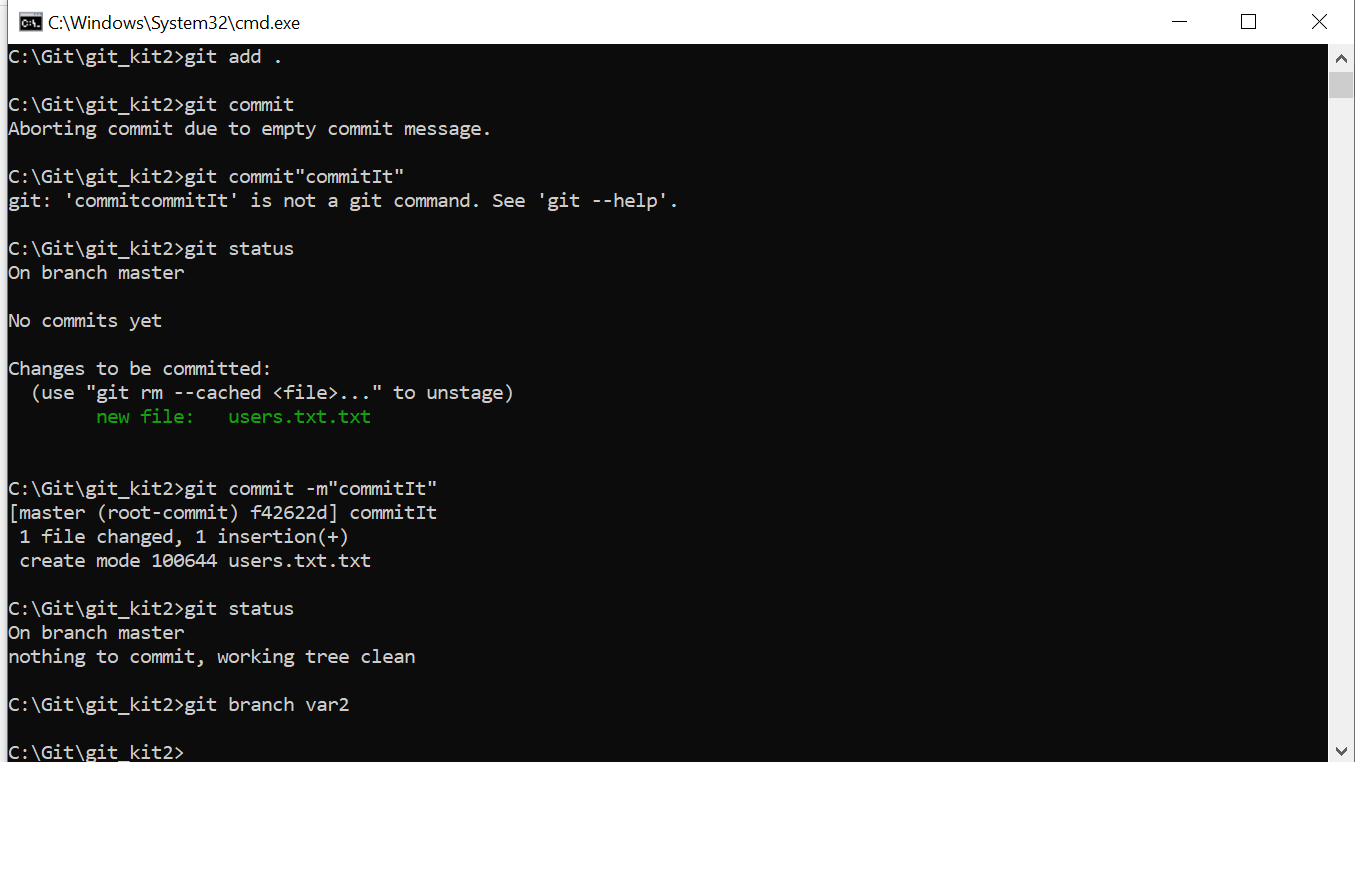 C:\Windows\System32\cmd.exe
C:\Git\git_kit2>git add .
C:\Git\git_kit2>git commit
Aborting commit due to empty commit message.
C:\Git\git_kit2>git commit"commitIt"
git: 'commitcommitIt' is not a git command. See 'git --help'.
C:\Git\git_kit2>git status
On branch master
No commits yet
Changes to be committed:
  (use "git rm --cached <file>..." to unstage)
        new file:   users.txt.txt
C:\Git\git_kit2>git commit -m"commitIt"
[master (root-commit) f42622d] commitIt
 1 file changed, 1 insertion(+)
 create mode 100644 users.txt.txt
C:\Git\git_kit2>git status
On branch master
nothing to commit, working tree clean
C:\Git\git_kit2>git branch var2
C:\Git\git_kit2>